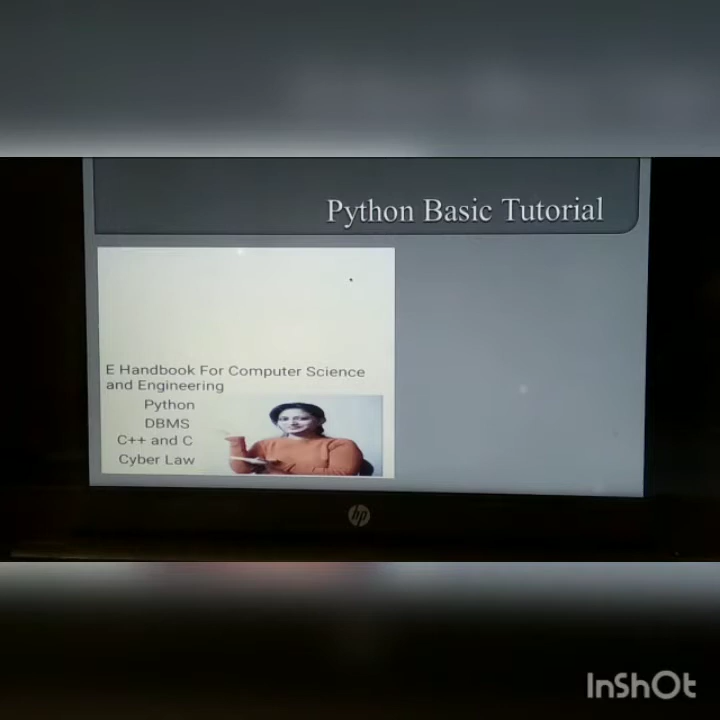 Python Basic Tutorial
E Handbook For Computer Science
and Engineering
Python
DBMS
C++ and C
Cyber Law
hp
InShOt